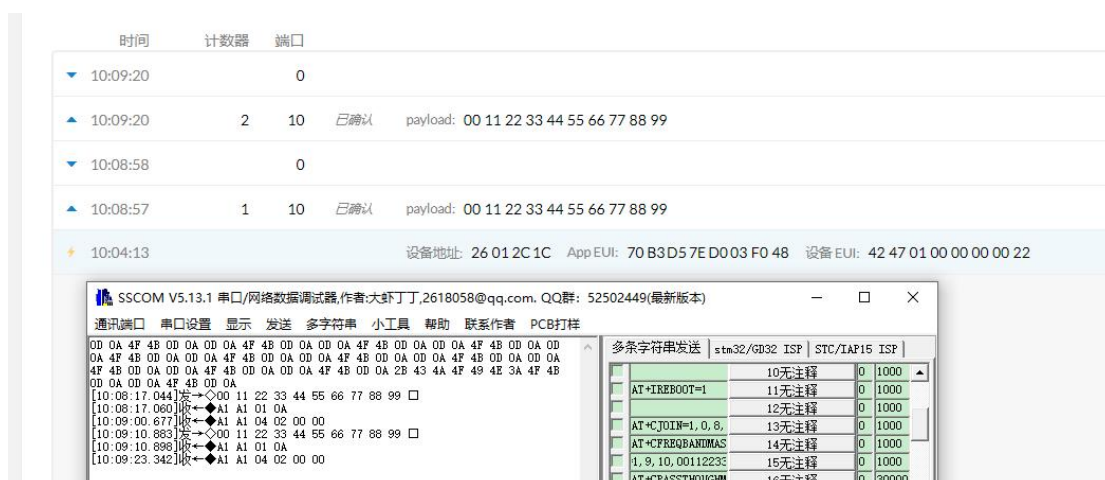 时间 计数器 端口
10:09:20 0
10:09:20 2 10 已确认 payload: 00 11 22 33 44 55 66 77 88 99
10:08:58 0
10:08:57 1 10 已确认 payload: 00 11 22 33 44 55 66 77 88 99
10:04:13 设备地址: 26 01 2C 1C App EUI: 70 B3 D5 7E D0 03 F0 48 设备 EUI: 42 47 01 00 00 00 00 22
SSCOM V5.13.1 串口/网络数据调试器,作者:大虾丁丁,2618058@qq.com. QQ群: 52502449(最新版本)
通讯端口 串口设置 显示 发送 多字符串 小工具 帮助 联系作者 PCB打样
0D 0A 4F 4B 0D 0A 0D 0A 4F 4B 0D 0A 0D 0A 4F 4B 0D 0A 0D 0A 4F 4B 0D 0A 0D
0A 4F 4B 0D 0A 0D 0A 4F 4B 0D 0A 0D 0A 4F 4B 0D 0A 0D 0A 4F 4B 0D 0A 0D 0A
4F 4B 0D 0A 0D 0A 4F 4B 0D 0A 0D 0A 4F 4B 0D 0A 2B 43 4A 4F 49 4E 3A 4F 4B
0D 0A 0D 0A 4F 4B 0D 0A
[10:08:17.044]发→◇00 11 22 33 44 55 66 77 88 99 □
[10:08:17.060]收←◆A1 A1 01 0A
[10:09:00.677]收←◆A1 A1 04 02 00 00
[10:09:10.883]发→◇00 11 22 33 44 55 66 77 88 99 □
[10:09:10.898]收←◆A1 A1 01 0A
[10:09:23.342]收←◆A1 A1 04 02 00 00
多条字符串发送 stm32/GD32 ISP STC/IAP15 ISP
10无注释 0 1000
AT+IREBOOT=1 11无注释 0 1000
12无注释 0 1000
AT+CJOIN=1,0,8, 13无注释 0 1000
AT+CFREQBANDMAS 14无注释 0 1000
1,9,10,00112233 15无注释 0 1000
16无注释 0 30000